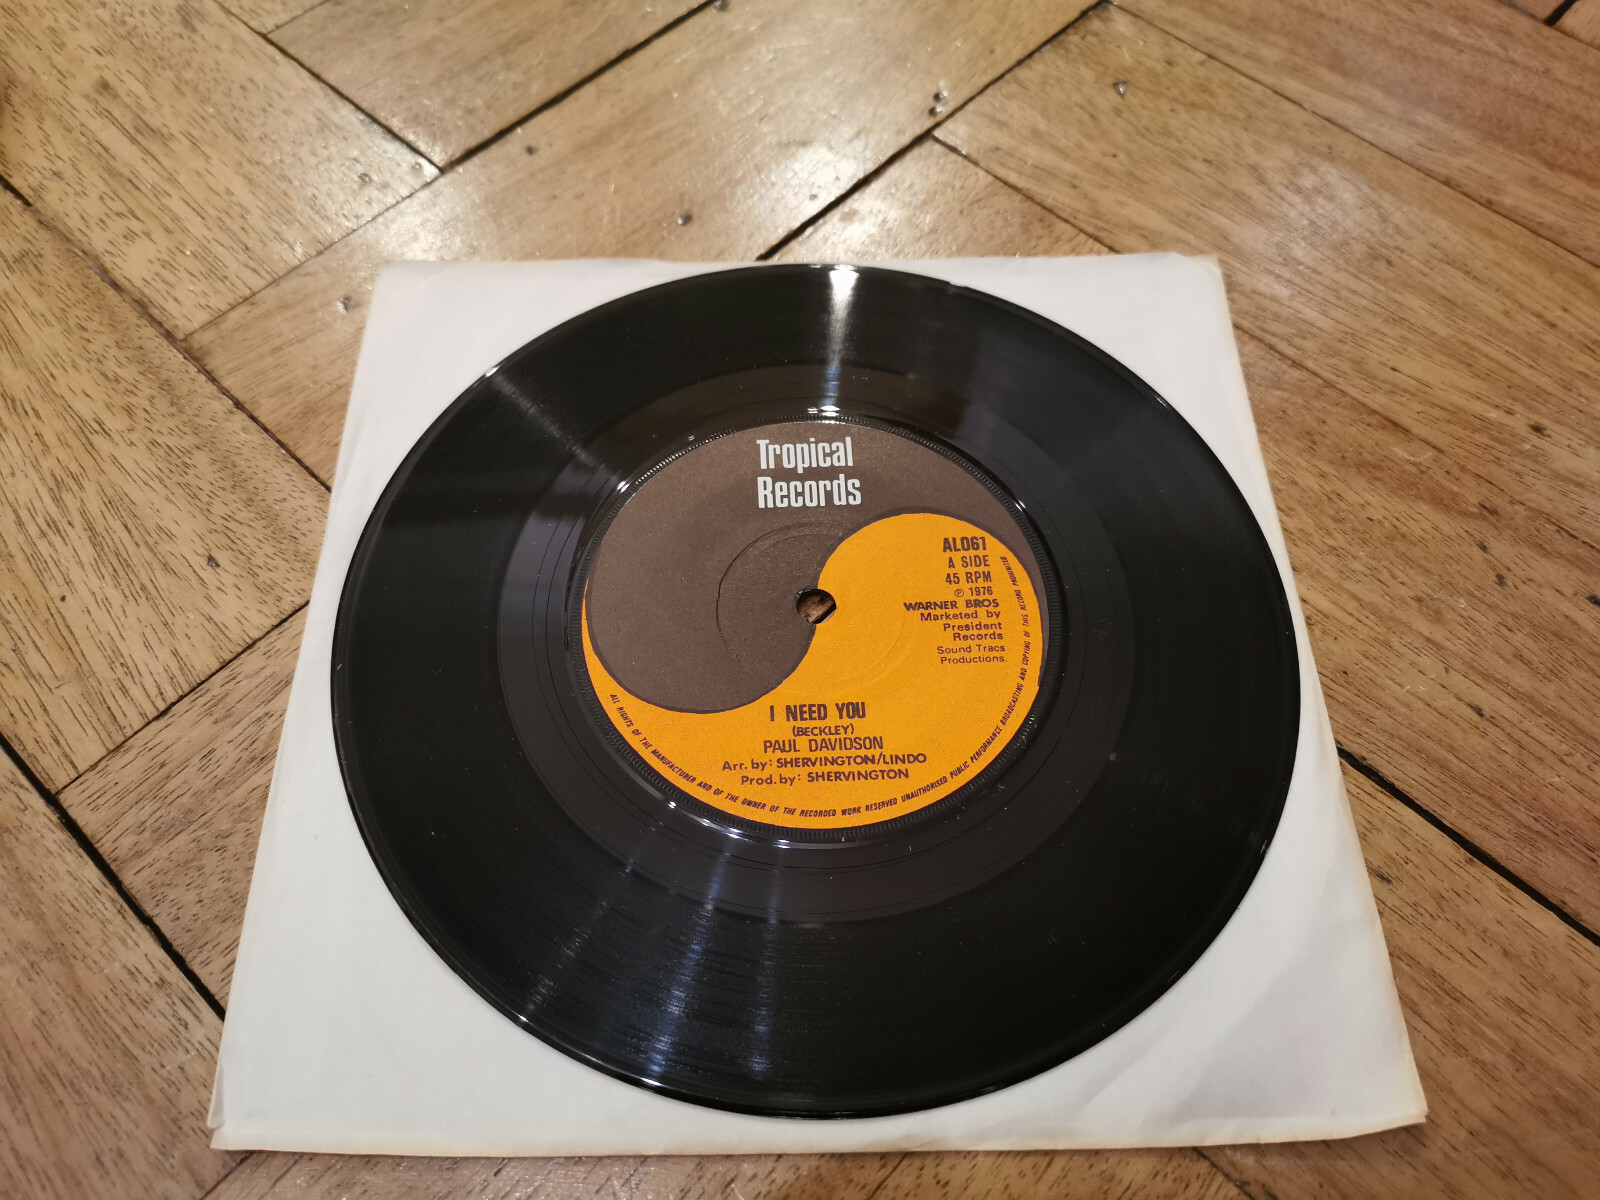 Tropical
Records
AL061
A SIDE
45 RPM
℗ 1976
WARNER BROS
Marketed by
President
Records
Sound Tracs
Productions.
I NEED YOU
(BECKLEY)
PAUL DAVIDSON
Arr. by: SHERVINGTON/LINDO
Prod. by: SHERVINGTON
ALL RIGHTS OF THE MANUFACTURER AND OF THE OWNER OF THE RECORDED WORK RESERVED UNAUTHORISED PUBLIC PERFORMANCE BROADCASTING AND COPYING OF THIS RECORD PROHIBITED